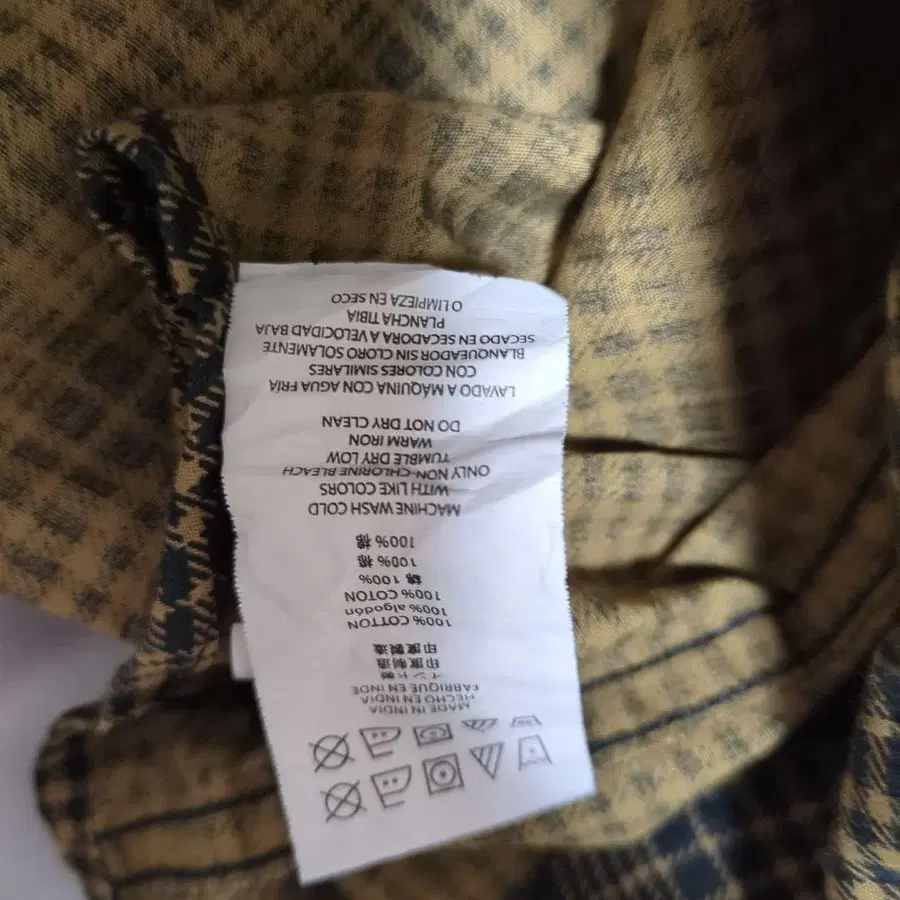 MADE IN INDIA
HECHO EN INDIA
FABRIQUE EN INDE
インド製
印度制造
印度製造
100% COTTON
100% algodón
100% COTON
綿 100%
100% 棉
100% 棉
MACHINE WASH COLD
WITH LIKE COLORS
ONLY NON-CHLORINE BLEACH
TUMBLE DRY LOW
WARM IRON
DO NOT DRY CLEAN
LAVADO A MÁQUINA CON AGUA FRÍA
CON COLORES SIMILARES
BLANQUEADOR SIN CLORO SOLAMENTE
SECADO EN SECADORA A VELOCIDAD BAJA
PLANCHA TIBIA
O LIMPIEZA EN SECO